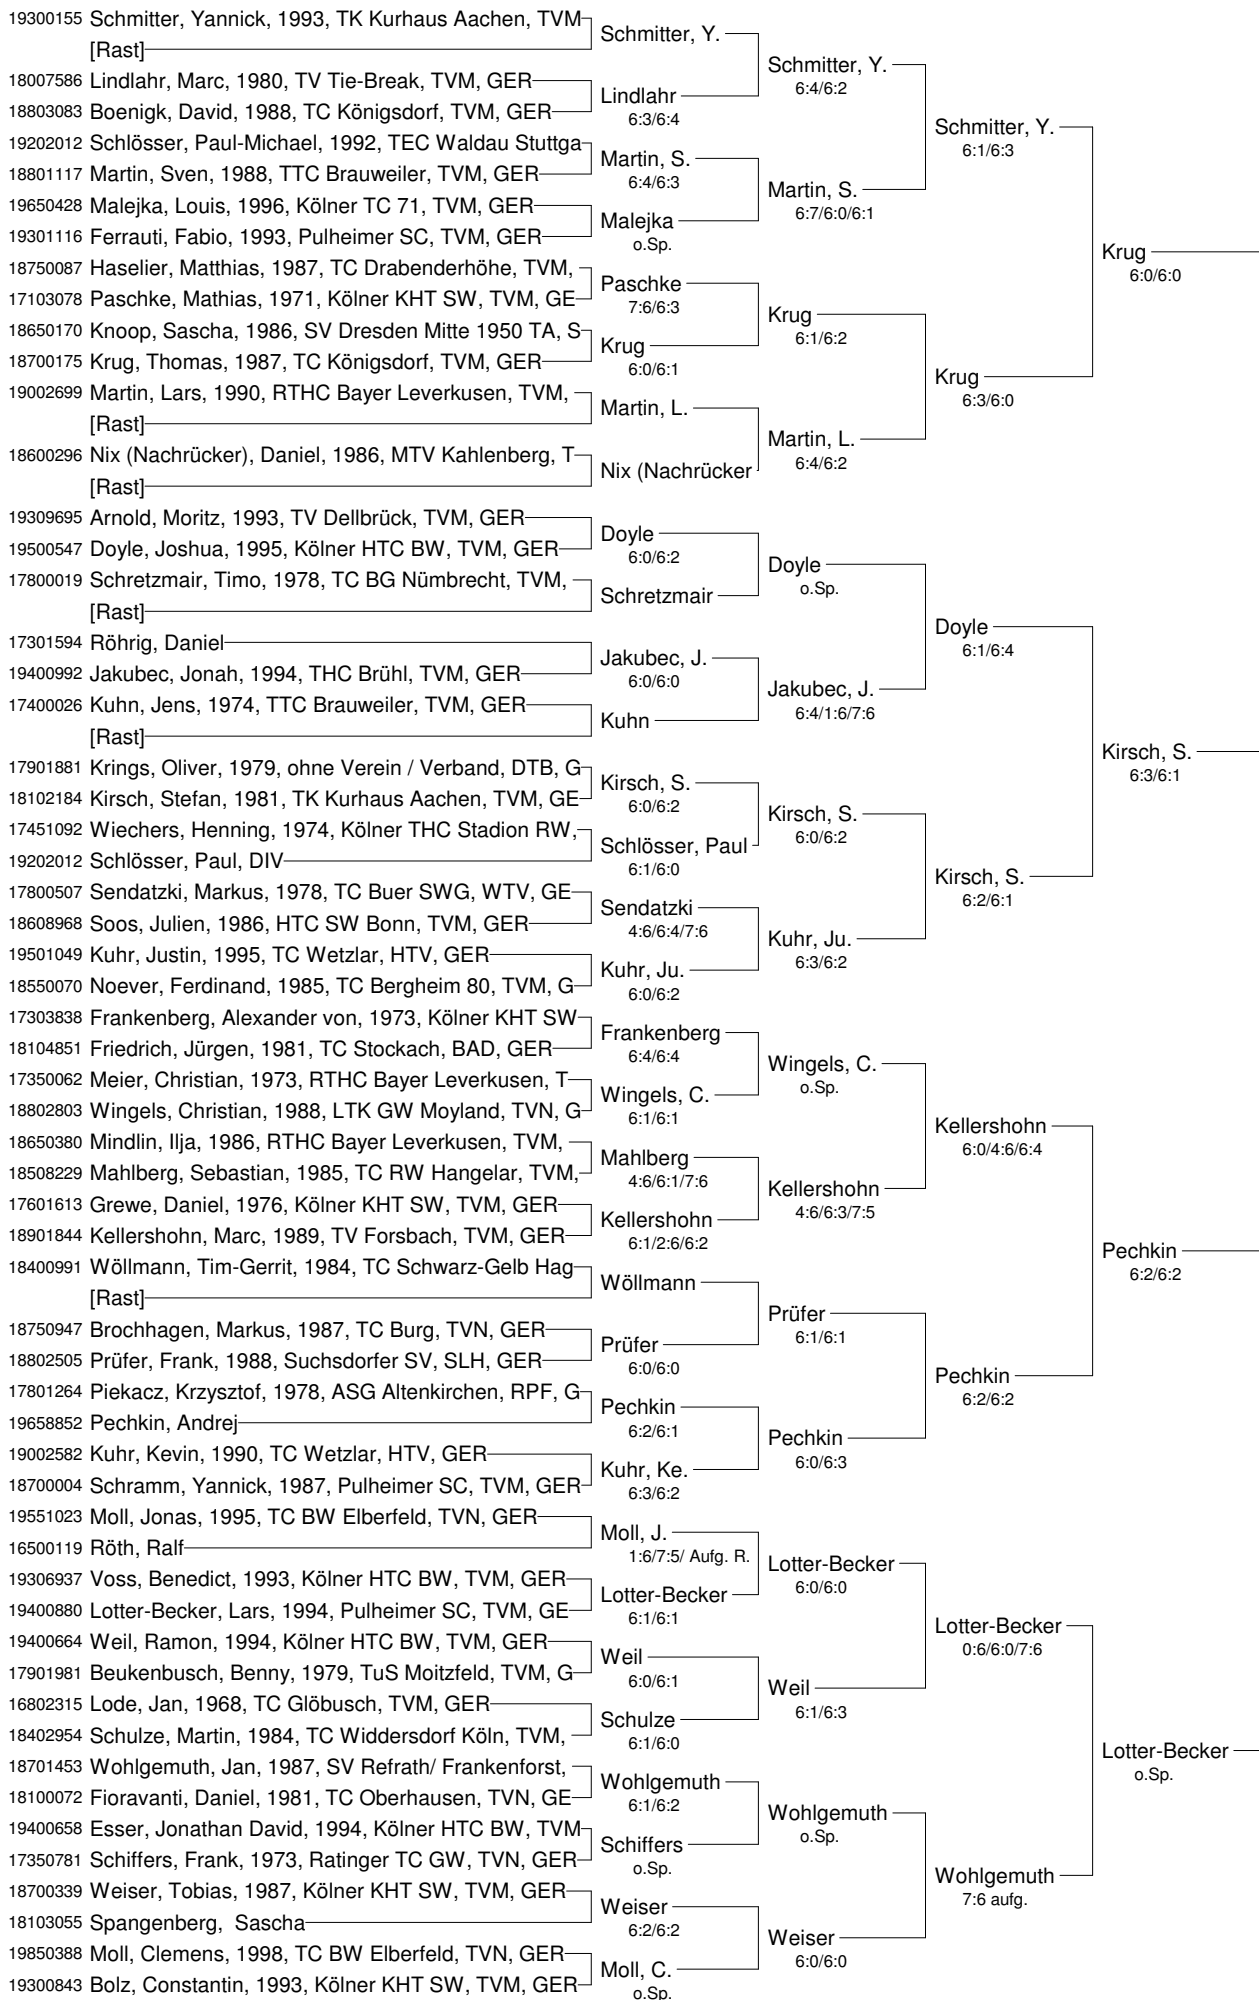 19300155 Schmitter, Yannick, 1993, TK Kurhaus Aachen, TVM
[Rast]
18007586 Lindlahr, Marc, 1980, TV Tie-Break, TVM, GER
18803083 Boenigk, David, 1988, TC Königsdorf, TVM, GER
19202012 Schlösser, Paul-Michael, 1992, TEC Waldau Stuttga
18801117 Martin, Sven, 1988, TTC Brauweiler, TVM, GER
19650428 Malejka, Louis, 1996, Kölner TC 71, TVM, GER
19301116 Ferrauti, Fabio, 1993, Pulheimer SC, TVM, GER
18750087 Haselier, Matthias, 1987, TC Drabenderhöhe, TVM,
17103078 Paschke, Mathias, 1971, Kölner KHT SW, TVM, GE
18650170 Knoop, Sascha, 1986, SV Dresden Mitte 1950 TA, S
18700175 Krug, Thomas, 1987, TC Königsdorf, TVM, GER
19002699 Martin, Lars, 1990, RTHC Bayer Leverkusen, TVM,
[Rast]
18600296 Nix (Nachrücker), Daniel, 1986, MTV Kahlenberg, T
[Rast]
19309695 Arnold, Moritz, 1993, TV Dellbrück, TVM, GER
19500547 Doyle, Joshua, 1995, Kölner HTC BW, TVM, GER
17800019 Schretzmair, Timo, 1978, TC BG Nümbrecht, TVM,
[Rast]
17301594 Röhrig, Daniel
19400992 Jakubec, Jonah, 1994, THC Brühl, TVM, GER
17400026 Kuhn, Jens, 1974, TTC Brauweiler, TVM, GER
[Rast]
17901881 Krings, Oliver, 1979, ohne Verein / Verband, DTB, G
18102184 Kirsch, Stefan, 1981, TK Kurhaus Aachen, TVM, GE
17451092 Wiechers, Henning, 1974, Kölner THC Stadion RW,
19202012 Schlösser, Paul, DIV
17800507 Sendatzki, Markus, 1978, TC Buer SWG, WTV, GE
18608968 Soos, Julien, 1986, HTC SW Bonn, TVM, GER
19501049 Kuhr, Justin, 1995, TC Wetzlar, HTV, GER
18550070 Noever, Ferdinand, 1985, TC Bergheim 80, TVM, G
17303838 Frankenberg, Alexander von, 1973, Kölner KHT SW
18104851 Friedrich, Jürgen, 1981, TC Stockach, BAD, GER
17350062 Meier, Christian, 1973, RTHC Bayer Leverkusen, T
18802803 Wingels, Christian, 1988, LTK GW Moyland, TVN, G
18650380 Mindlin, Ilja, 1986, RTHC Bayer Leverkusen, TVM,
18508229 Mahlberg, Sebastian, 1985, TC RW Hangelar, TVM,
17601613 Grewe, Daniel, 1976, Kölner KHT SW, TVM, GER
18901844 Kellershohn, Marc, 1989, TV Forsbach, TVM, GER
18400991 Wöllmann, Tim-Gerrit, 1984, TC Schwarz-Gelb Hag
[Rast]
18750947 Brochhagen, Markus, 1987, TC Burg, TVN, GER
18802505 Prüfer, Frank, 1988, Suchsdorfer SV, SLH, GER
17801264 Piekacz, Krzysztof, 1978, ASG Altenkirchen, RPF, G
19658852 Pechkin, Andrej
19002582 Kuhr, Kevin, 1990, TC Wetzlar, HTV, GER
18700004 Schramm, Yannick, 1987, Pulheimer SC, TVM, GER
19551023 Moll, Jonas, 1995, TC BW Elberfeld, TVN, GER
16500119 Röth, Ralf
19306937 Voss, Benedict, 1993, Kölner HTC BW, TVM, GER
19400880 Lotter-Becker, Lars, 1994, Pulheimer SC, TVM, GE
19400664 Weil, Ramon, 1994, Kölner HTC BW, TVM, GER
17901981 Beukenbusch, Benny, 1979, TuS Moitzfeld, TVM, G
16802315 Lode, Jan, 1968, TC Glöbusch, TVM, GER
18402954 Schulze, Martin, 1984, TC Widdersdorf Köln, TVM,
18701453 Wohlgemuth, Jan, 1987, SV Refrath/ Frankenforst,
18100072 Fioravanti, Daniel, 1981, TC Oberhausen, TVN, GE
19400658 Esser, Jonathan David, 1994, Kölner HTC BW, TVM
17350781 Schiffers, Frank, 1973, Ratinger TC GW, TVN, GER
18700339 Weiser, Tobias, 1987, Kölner KHT SW, TVM, GER
18103055 Spangenberg, Sascha
19850388 Moll, Clemens, 1998, TC BW Elberfeld, TVN, GER
19300843 Bolz, Constantin, 1993, Kölner KHT SW, TVM, GER
Schmitter, Y.
Lindlahr
6:3/6:4
Martin, S.
6:4/6:3
Malejka
o.Sp.
Paschke
7:6/6:3
Krug
6:0/6:1
Martin, L.
Nix (Nachrücker
Doyle
6:0/6:2
Schretzmair
Jakubec, J.
6:0/6:0
Kuhn
Kirsch, S.
6:0/6:2
Schlösser, Paul
6:1/6:0
Sendatzki
4:6/6:4/7:6
Kuhr, Ju.
6:0/6:2
Frankenberg
6:4/6:4
Wingels, C.
6:1/6:1
Mahlberg
4:6/6:1/7:6
Kellershohn
6:1/2:6/6:2
Wöllmann
Prüfer
6:0/6:0
Pechkin
6:2/6:1
Kuhr, Ke.
6:3/6:2
Moll, J.
1:6/7:5/ Aufg. R.
Lotter-Becker
6:1/6:1
Weil
6:0/6:1
Schulze
6:1/6:0
Wohlgemuth
6:1/6:2
Schiffers
o.Sp.
Weiser
6:2/6:2
Moll, C.
o.Sp.
Schmitter, Y.
6:4/6:2
Martin, S.
6:7/6:0/6:1
Krug
6:1/6:2
Martin, L.
6:4/6:2
Doyle
o.Sp.
Jakubec, J.
6:4/1:6/7:6
Kirsch, S.
6:0/6:2
Kuhr, Ju.
6:3/6:2
Wingels, C.
o.Sp.
Kellershohn
4:6/6:3/7:5
Prüfer
6:1/6:1
Pechkin
6:0/6:3
Lotter-Becker
6:0/6:0
Weil
6:1/6:3
Wohlgemuth
o.Sp.
Weiser
6:0/6:0
Schmitter, Y.
6:1/6:3
Krug
6:3/6:0
Doyle
6:1/6:4
Kirsch, S.
6:2/6:1
Kellershohn
6:0/4:6/6:4
Pechkin
6:2/6:2
Lotter-Becker
0:6/6:0/7:6
Wohlgemuth
7:6 aufg.
Krug
6:0/6:0
Kirsch, S.
6:3/6:1
Pechkin
6:2/6:2
Lotter-Becker
o.Sp.